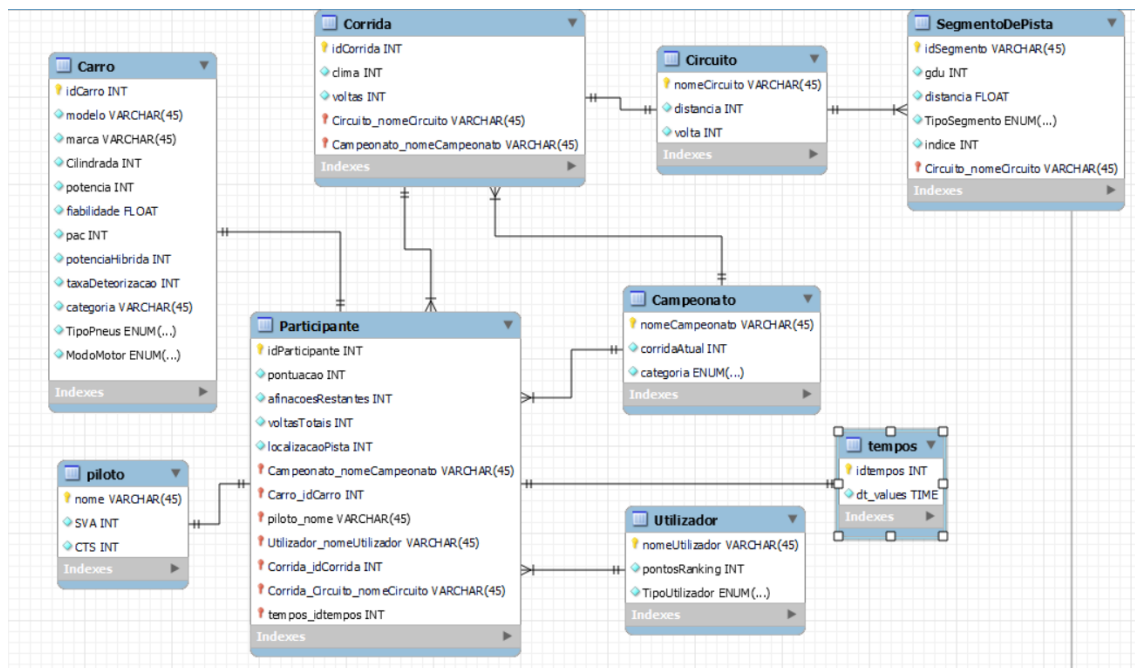 Corrida
idCorrida INT
clima INT
voltas INT
Circuito_nomeCircuito VARCHAR(45)
Campeonato_nomeCampeonato VARCHAR(45)
Indexes
SegmentoDePista
idSegmento VARCHAR(45)
gdu INT
distancia FLOAT
TipoSegmento ENUM(...)
indice INT
Circuito_nomeCircuito VARCHAR(45)
Indexes
Circuito
nomeCircuito VARCHAR(45)
distancia INT
volta INT
Indexes
Carro
idCarro INT
modelo VARCHAR(45)
marca VARCHAR(45)
Cilindrada INT
potencia INT
fiabilidade FLOAT
pac INT
potenciaHibrida INT
taxaDeteorizacao INT
categoria VARCHAR(45)
TipoPneus ENUM(...)
ModoMotor ENUM(...)
Indexes
Campeonato
nomeCampeonato VARCHAR(45)
corridaAtual INT
categoria ENUM(...)
Indexes
Participante
idParticipante INT
pontuacao INT
afinacoesRestantes INT
voltasTotais INT
localizacaoPista INT
Campeonato_nomeCampeonato VARCHAR(45)
Carro_idCarro INT
piloto_nome VARCHAR(45)
Utilizador_nomeUtilizador VARCHAR(45)
Corrida_idCorrida INT
Corrida_Circuito_nomeCircuito VARCHAR(45)
tempos_idtempos INT
Indexes
tempos
idtempos INT
dt_values TIME
Indexes
piloto
nome VARCHAR(45)
SVA INT
CTS INT
Indexes
Utilizador
nomeUtilizador VARCHAR(45)
pontosRanking INT
TipoUtilizador ENUM(...)
Indexes